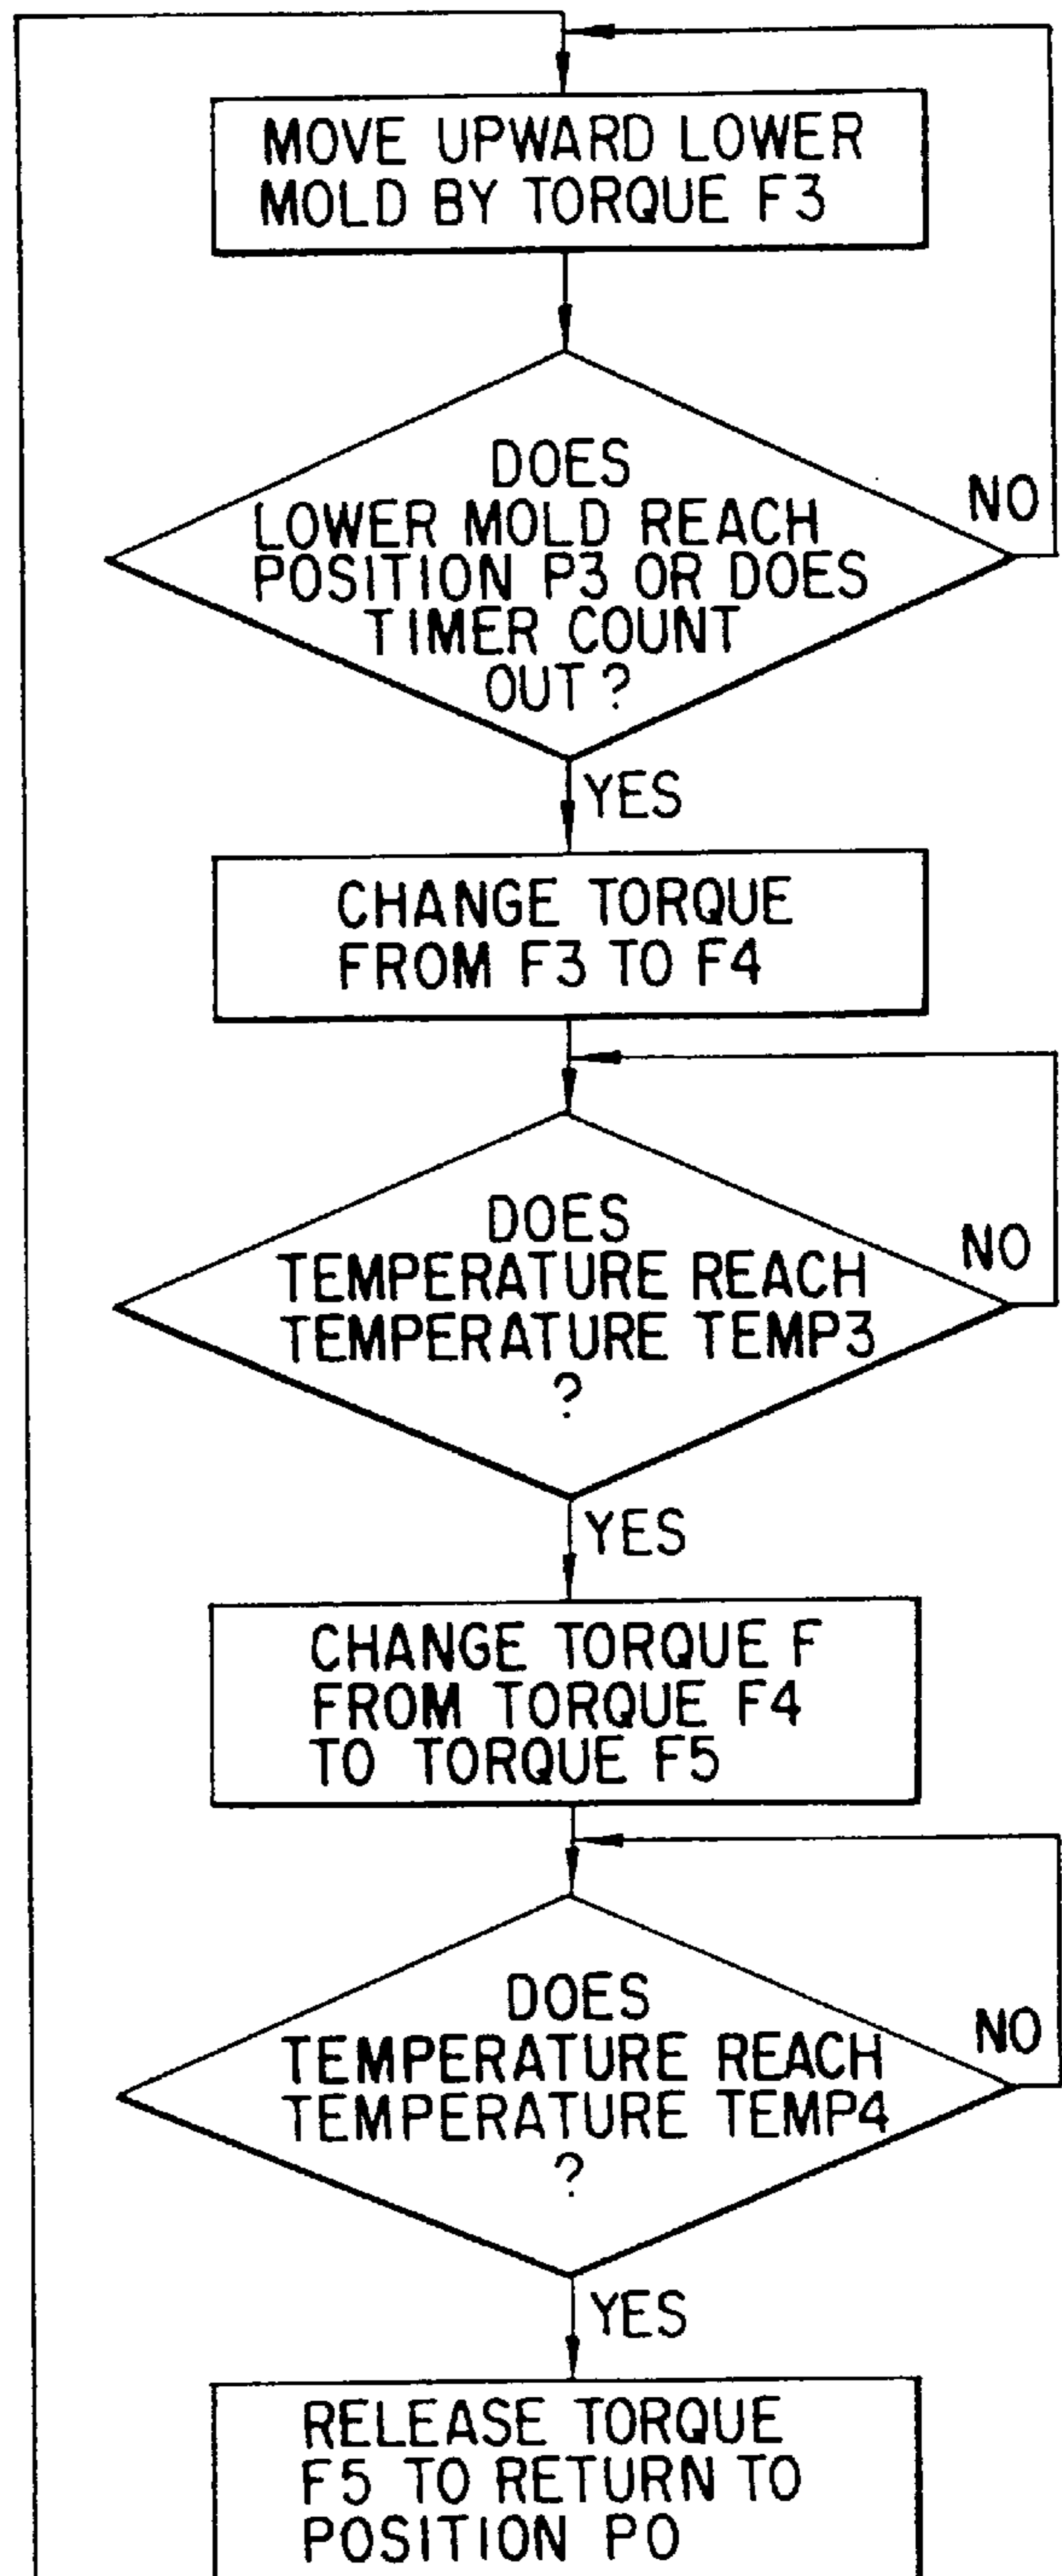 MOVE UPWARD LOWER
MOLD BY TORQUE F3
DOES
LOWER MOLD REACH
POSITION P3 OR DOES
TIMER COUNT
OUT?
NO
YES
CHANGE TORQUE
FROM F3 TO F4
DOES
TEMPERATURE REACH
TEMPERATURE TEMP3
?
NO
YES
CHANGE TORQUE F
FROM TORQUE F4
TO TORQUE F5
DOES
TEMPERATURE REACH
TEMPERATURE TEMP4
?
NO
YES
RELEASE TORQUE
F5 TO RETURN TO
POSITION P0